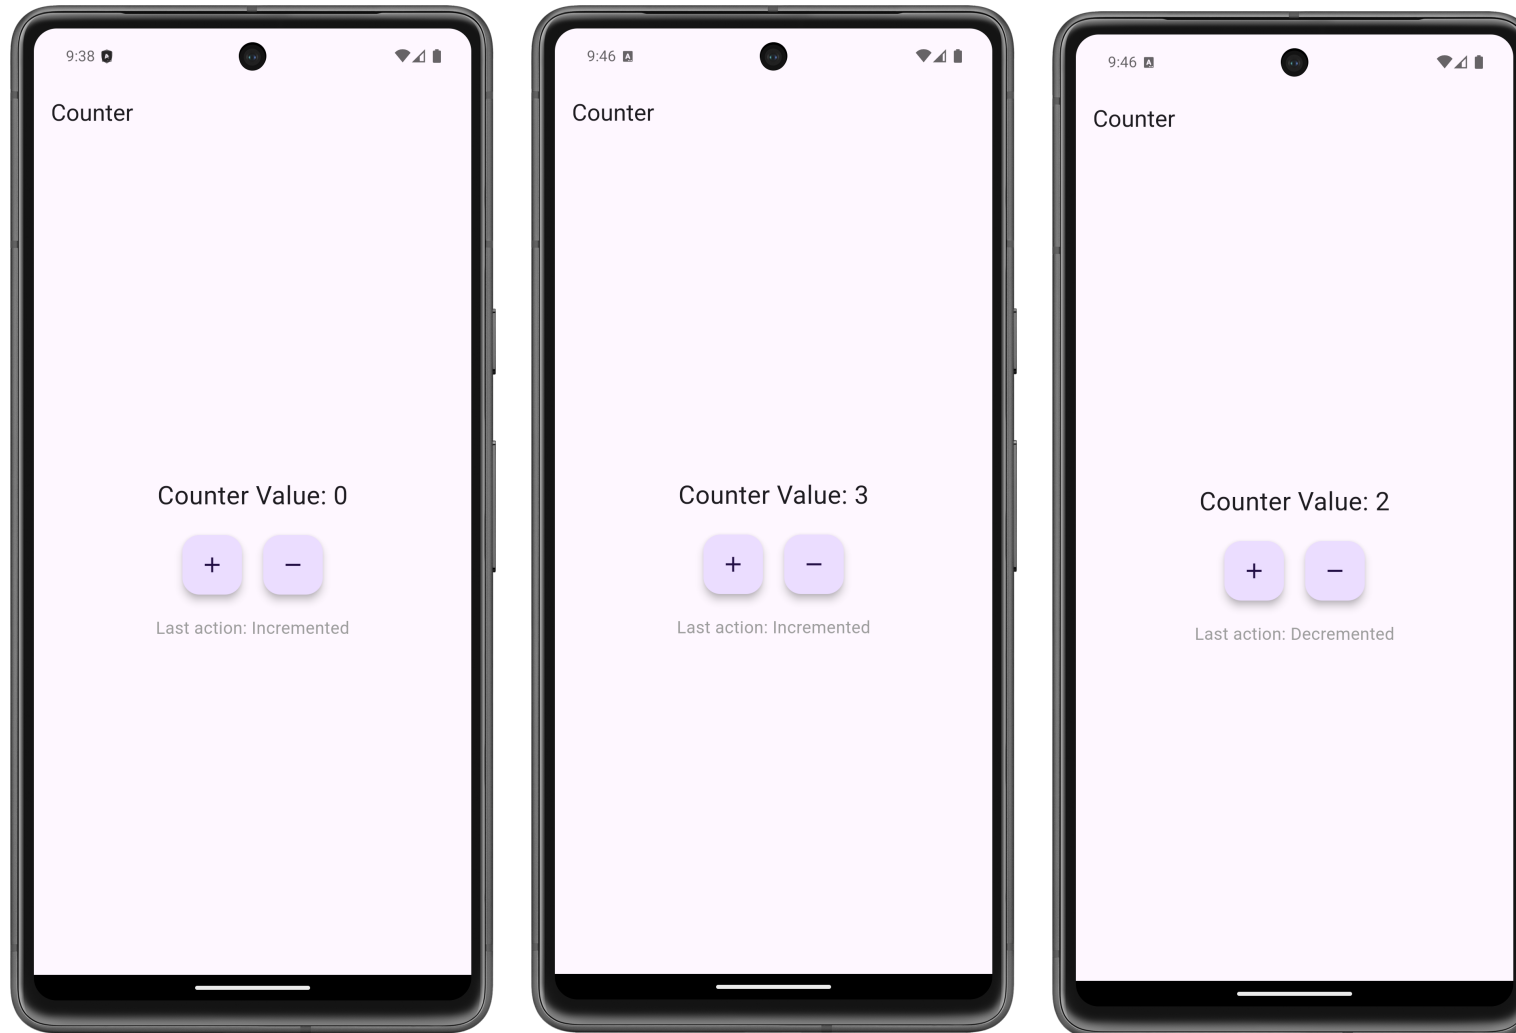 9:38
Counter
Counter Value: 0
+ −
Last action: Incremented
9:46
Counter
Counter Value: 3
+ −
Last action: Incremented
9:46
Counter
Counter Value: 2
+ −
Last action: Decremented